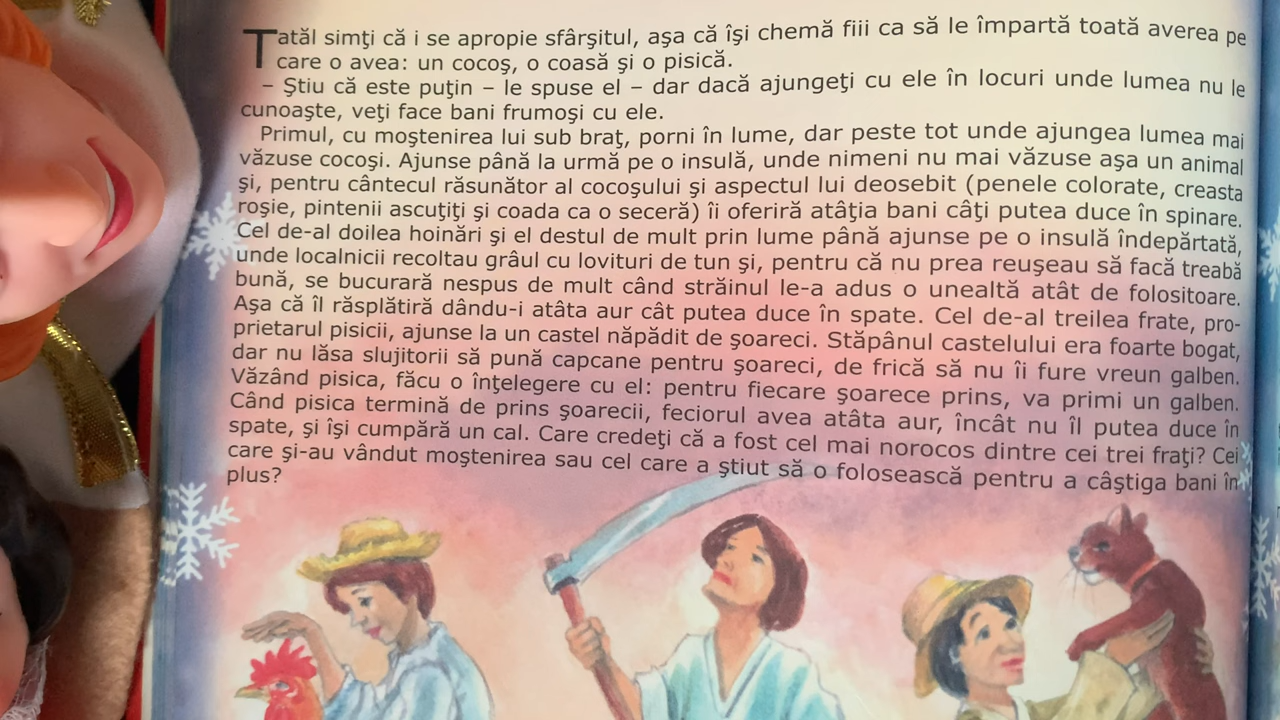 Tatăl simţi că i se apropie sfârşitul, aşa că îşi chemă fiii ca să le împartă toată averea pe
care o avea: un cocoş, o coasă şi o pisică.
– Ştiu că este puţin – le spuse el – dar dacă ajungeţi cu ele în locuri unde lumea nu le
cunoaşte, veţi face bani frumoşi cu ele.
Primul, cu moştenirea lui sub braţ, porni în lume, dar peste tot unde ajungea lumea mai
văzuse cocoşi. Ajunse până la urmă pe o insulă, unde nimeni nu mai văzuse aşa un animal
şi, pentru cântecul răsunător al cocoşului şi aspectul lui deosebit (penele colorate, creasta
roşie, pintenii ascuţiţi şi coada ca o seceră) îi oferiră atâţia bani câţi putea duce în spinare.
Cel de-al doilea hoinări şi el destul de mult prin lume până ajunse pe o insulă îndepărtată,
unde localnicii recoltau grâul cu lovituri de tun şi, pentru că nu prea reuşeau să facă treabă
bună, se bucurară nespus de mult când străinul le-a adus o unealtă atât de folositoare.
Aşa că îl răsplătiră dându-i atâta aur cât putea duce în spate. Cel de-al treilea frate, pro-
prietarul pisicii, ajunse la un castel năpădit de şoareci. Stăpânul castelului era foarte bogat,
dar nu lăsa slujitorii să pună capcane pentru şoareci, de frică să nu îi fure vreun galben.
Văzând pisica, făcu o înţelegere cu el: pentru fiecare şoarece prins, va primi un galben.
Când pisica termină de prins şoarecii, feciorul avea atâta aur, încât nu îl putea duce în
spate, şi îşi cumpără un cal. Care credeţi că a fost cel mai norocos dintre cei trei fraţi? Cei
care şi-au vândut moştenirea sau cel care a ştiut să o folosească pentru a câştiga bani în
plus?